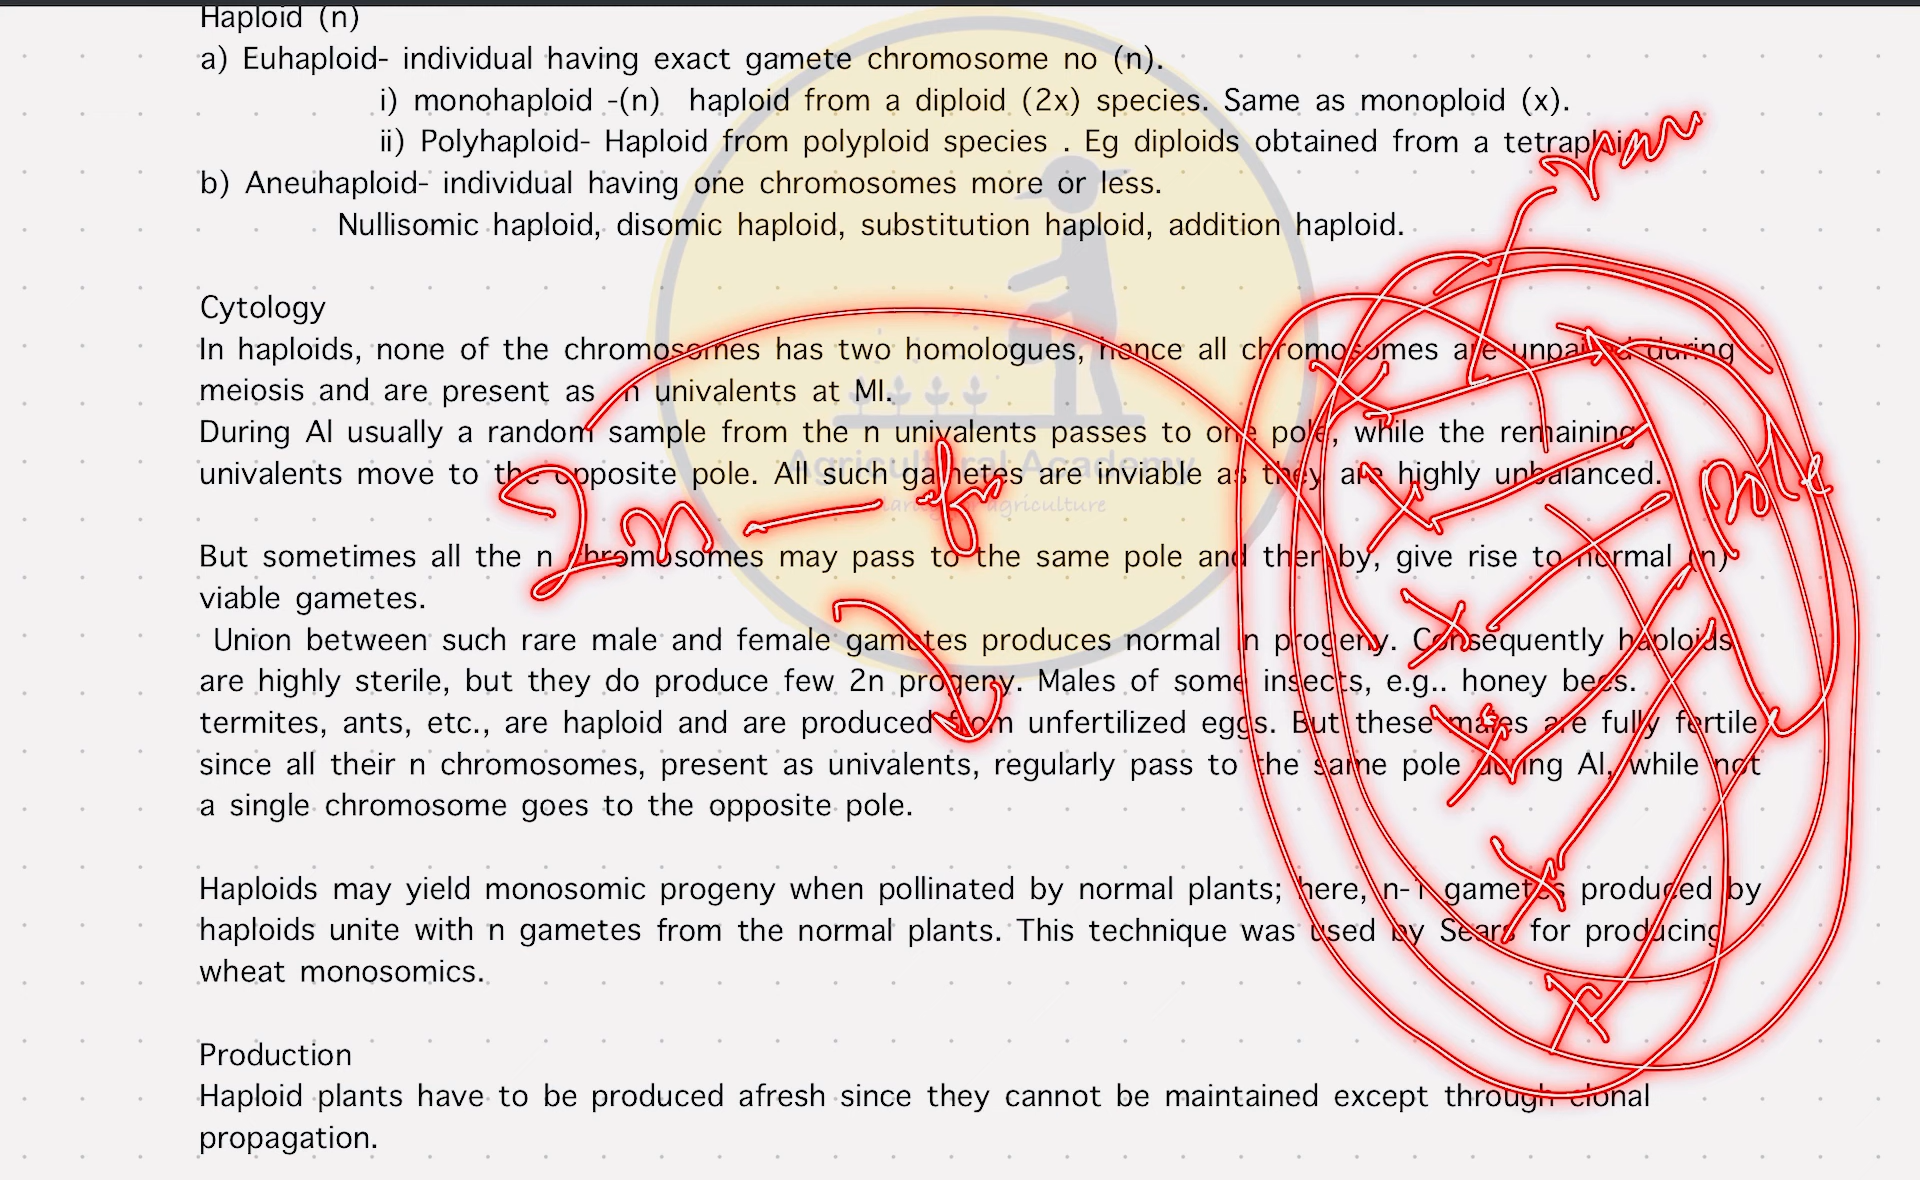 Haploid (n)
a) Euhaploid- individual having exact gamete chromosome no (n).
i) monohaploid -(n) haploid from a diploid (2x) species. Same as monoploid (x).
ii) Polyhaploid- Haploid from polyploid species . Eg diploids obtained from a
b) Aneuhaploid- individual having one chromosomes more or less.
Nullisomic haploid, disomic haploid, substitution haploid, addition haploid.
Cytology
In haploids, none of the chromosomes has two homologues, hence all chromosomes are unpaired during
meiosis and are present as n univalents at MI.
During AI usually a random sample from the n univalents passes to one pole, while the remaining
univalents move to the opposite pole. All such gametes are inviable as they are highly unbalanced.
Agricultural Academy
agriculture
2n
But sometimes all the n chromosomes may pass to the same pole and thereby, give rise to normal (n)
viable gametes.
Union between such rare male and female gametes produces normal n progeny. Consequently haploids
are highly sterile, but they do produce few 2n progeny. Males of some insects, e.g.. honey bees.
termites, ants, etc., are haploid and are produced from unfertilized eggs. But these males are fully fertile
since all their n chromosomes, present as univalents, regularly pass to the same pole during AI, while not
a single chromosome goes to the opposite pole.
Haploids may yield monosomic progeny when pollinated by normal plants; here, n-1 gametes produced by
haploids unite with n gametes from the normal plants. This technique was used by Sears for producing
wheat monosomics.
Production
Haploid plants have to be produced afresh since they cannot be maintained except through clonal
propagation.